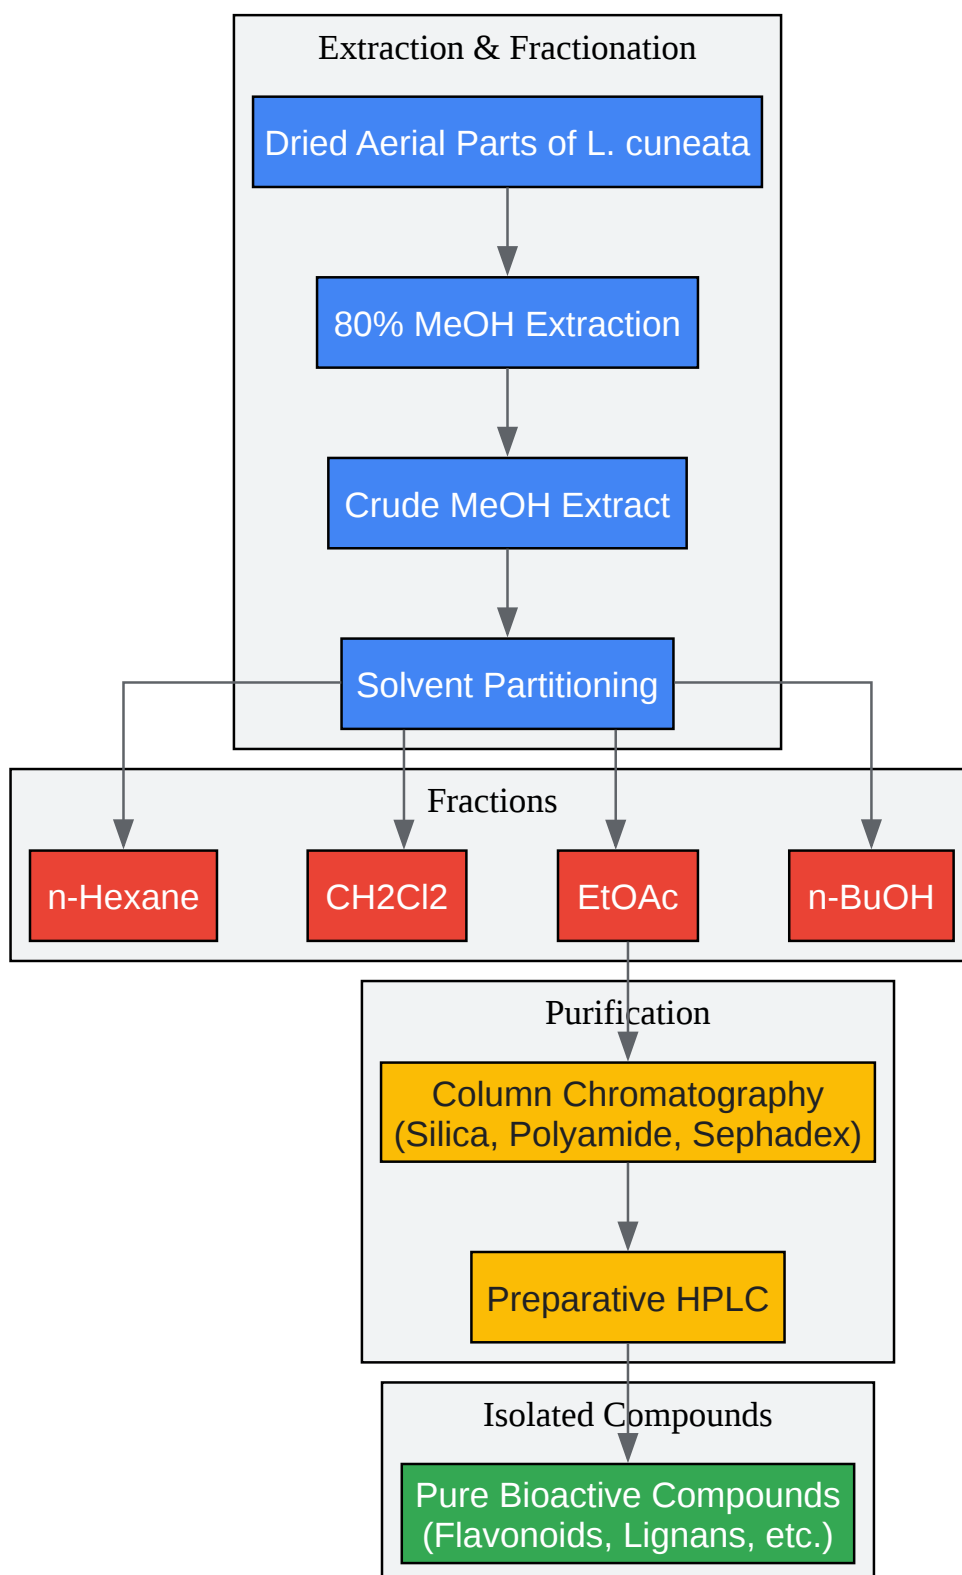 Extraction & Fractionation
Dried Aerial Parts of L. cuneata
80% MeOH Extraction
Crude MeOH Extract
Solvent Partitioning
Fractions
n-Hexane
CH2Cl2
EtOAc
n-BuOH
Purification
Column Chromatography
(Silica, Polyamide, Sephadex)
Preparative HPLC
Isolated Compounds
Pure Bioactive Compounds
(Flavonoids, Lignans, etc.)